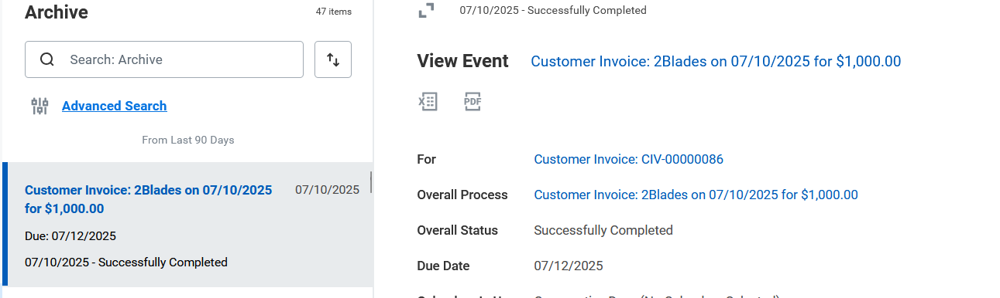 Archive
47 items
Search: Archive
Advanced Search
From Last 90 Days
Customer Invoice: 2Blades on 07/10/2025
for $1,000.00
07/10/2025
Due: 07/12/2025
07/10/2025 - Successfully Completed
07/10/2025 - Successfully Completed
View Event
Customer Invoice: 2Blades on 07/10/2025 for $1,000.00
X
PDF
For
Customer Invoice: CIV-00000086
Overall Process
Customer Invoice: 2Blades on 07/10/2025 for $1,000.00
Overall Status
Successfully Completed
Due Date
07/12/2025